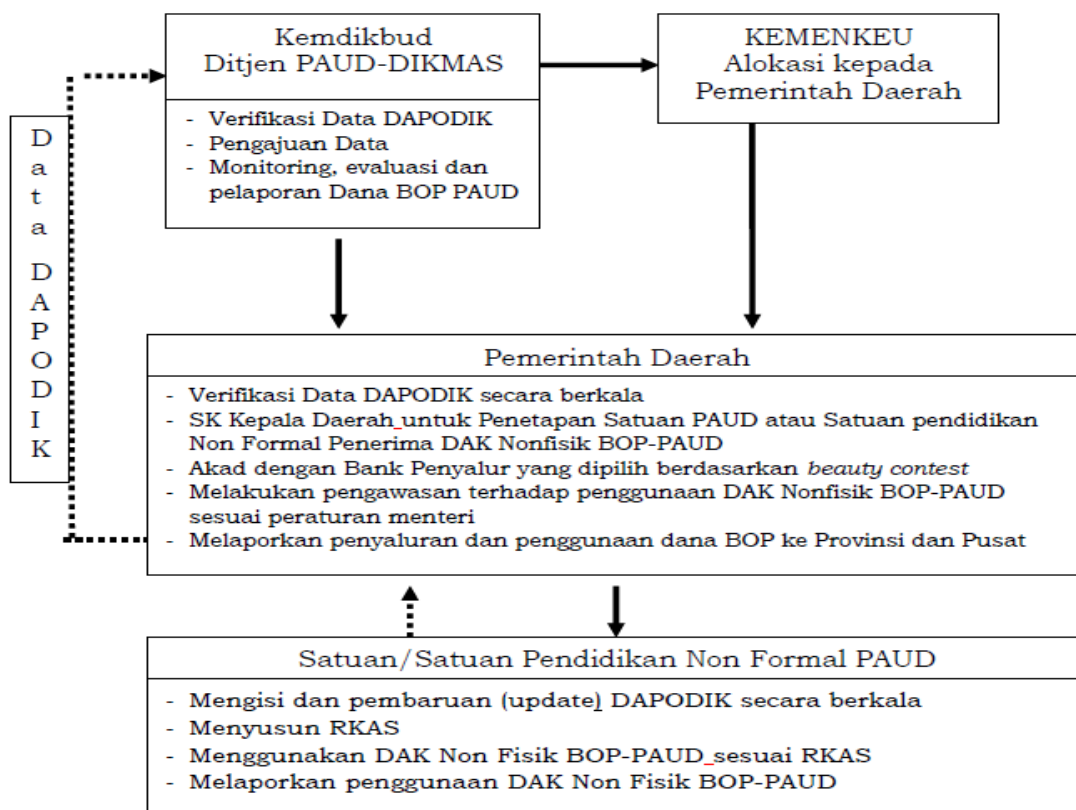 Kemdikbud
Ditjen PAUD-DIKMAS
- Verifikasi Data DAPODIK
- Pengajuan Data
- Monitoring, evaluasi dan
pelaporan Dana BOP PAUD
KEMENKEU
Alokasi kepada
Pemerintah Daerah
Data DAPODIK
Pemerintah Daerah
- Verifikasi Data DAPODIK secara berkala
- SK Kepala Daerah untuk Penetapan Satuan PAUD atau Satuan pendidikan
Non Formal Penerima DAK Nonfisik BOP-PAUD
- Akad dengan Bank Penyalur yang dipilih berdasarkan beauty contest
- Melakukan pengawasan terhadap penggunaan DAK Nonfisik BOP-PAUD
sesuai peraturan menteri
- Melaporkan penyaluran dan penggunaan dana BOP ke Provinsi dan Pusat
Satuan/Satuan Pendidikan Non Formal PAUD
- Mengisi dan pembaruan (update) DAPODIK secara berkala
- Menyusun RKAS
- Menggunakan DAK Non Fisik BOP-PAUD sesuai RKAS
- Melaporkan penggunaan DAK Non Fisik BOP-PAUD